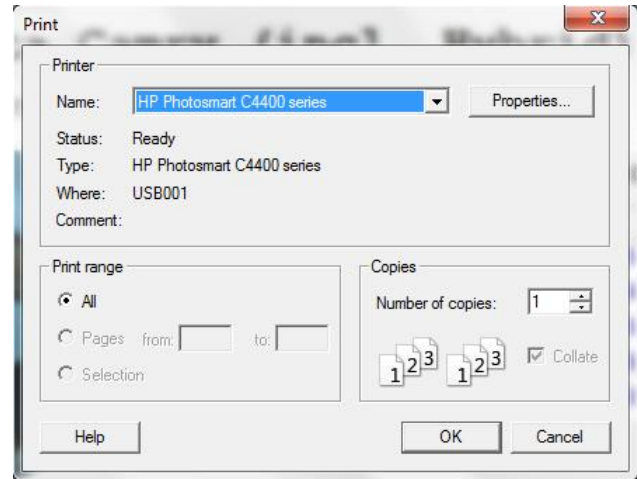 Print
Printer
Name: HP Photosmart C4400 series Properties...
Status: Ready
Type: HP Photosmart C4400 series
Where: USB001
Comment:
Print range
All
Pages from: to:
Selection
Copies
Number of copies: 1
1 2 3 1 2 3 Collate
Help OK Cancel